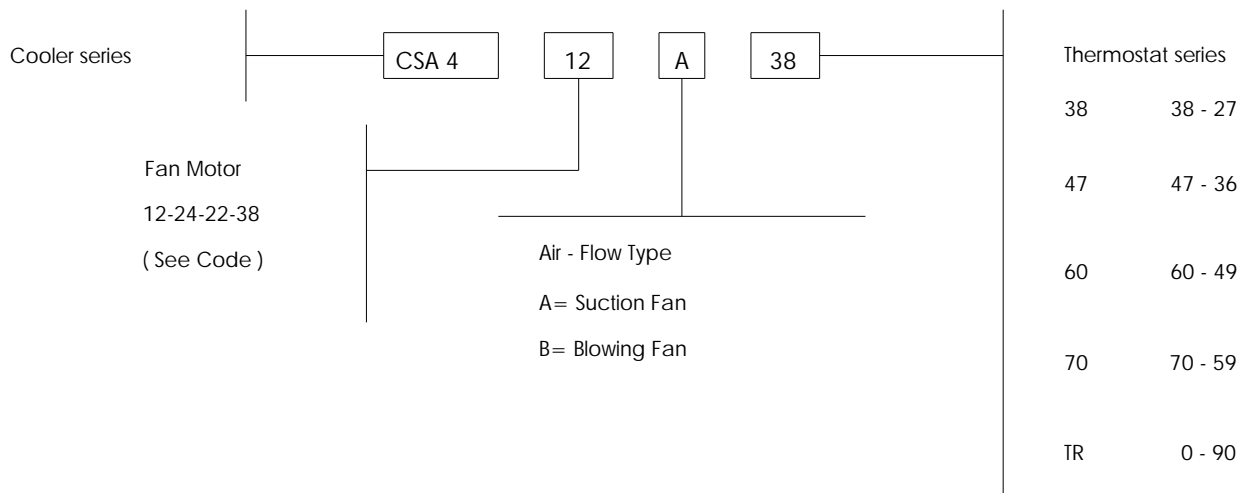 Cooler series
CSA 4
12
A
38
Thermostat series
38 38 - 27
47 47 - 36
60 60 - 49
70 70 - 59
TR 0 - 90
Fan Motor
12-24-22-38
( See Code )
Air - Flow Type
A= Suction Fan
B= Blowing Fan